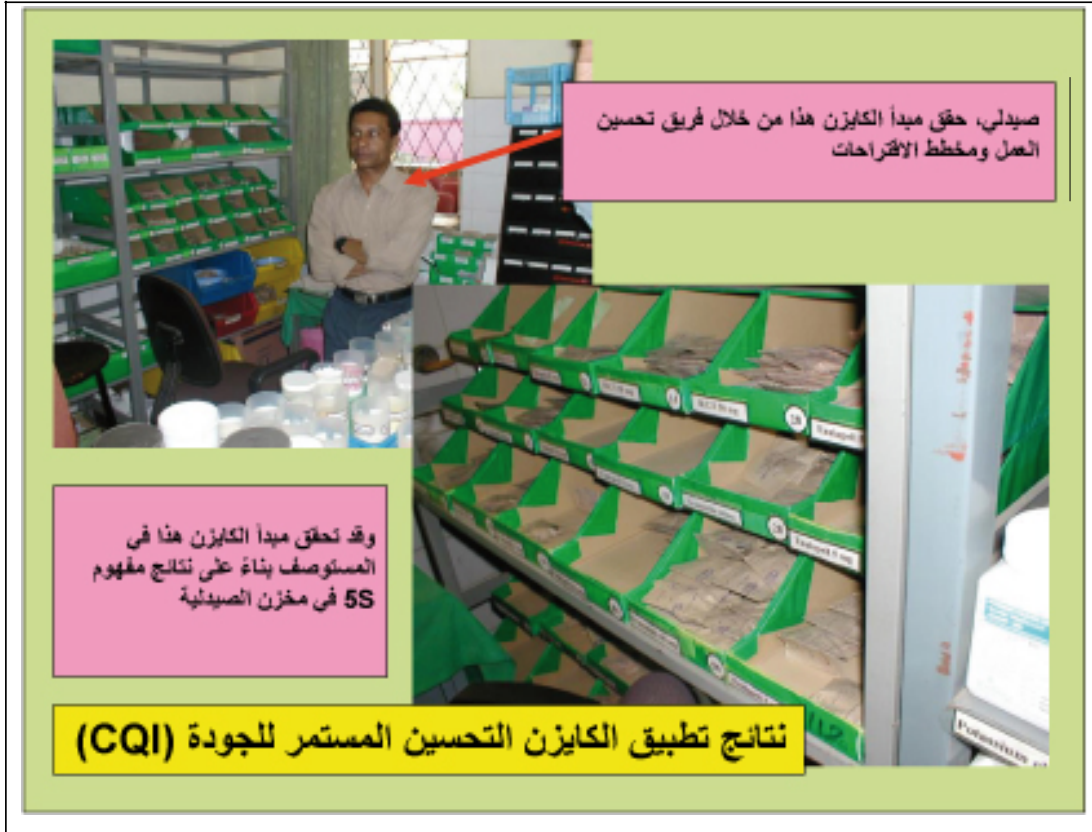 صيدلي، حقق مبدأ الكايزن هذا من خلال فريق تحسين
العمل ومخطط الاقتراحات
وقد تحقق مبدأ الكايزن هذا في
المستوصف بناءً على نتائج مفهوم
5S في مخزن الصيدلية
نتائج تطبيق الكايزن التحسين المستمر للجودة (CQI)